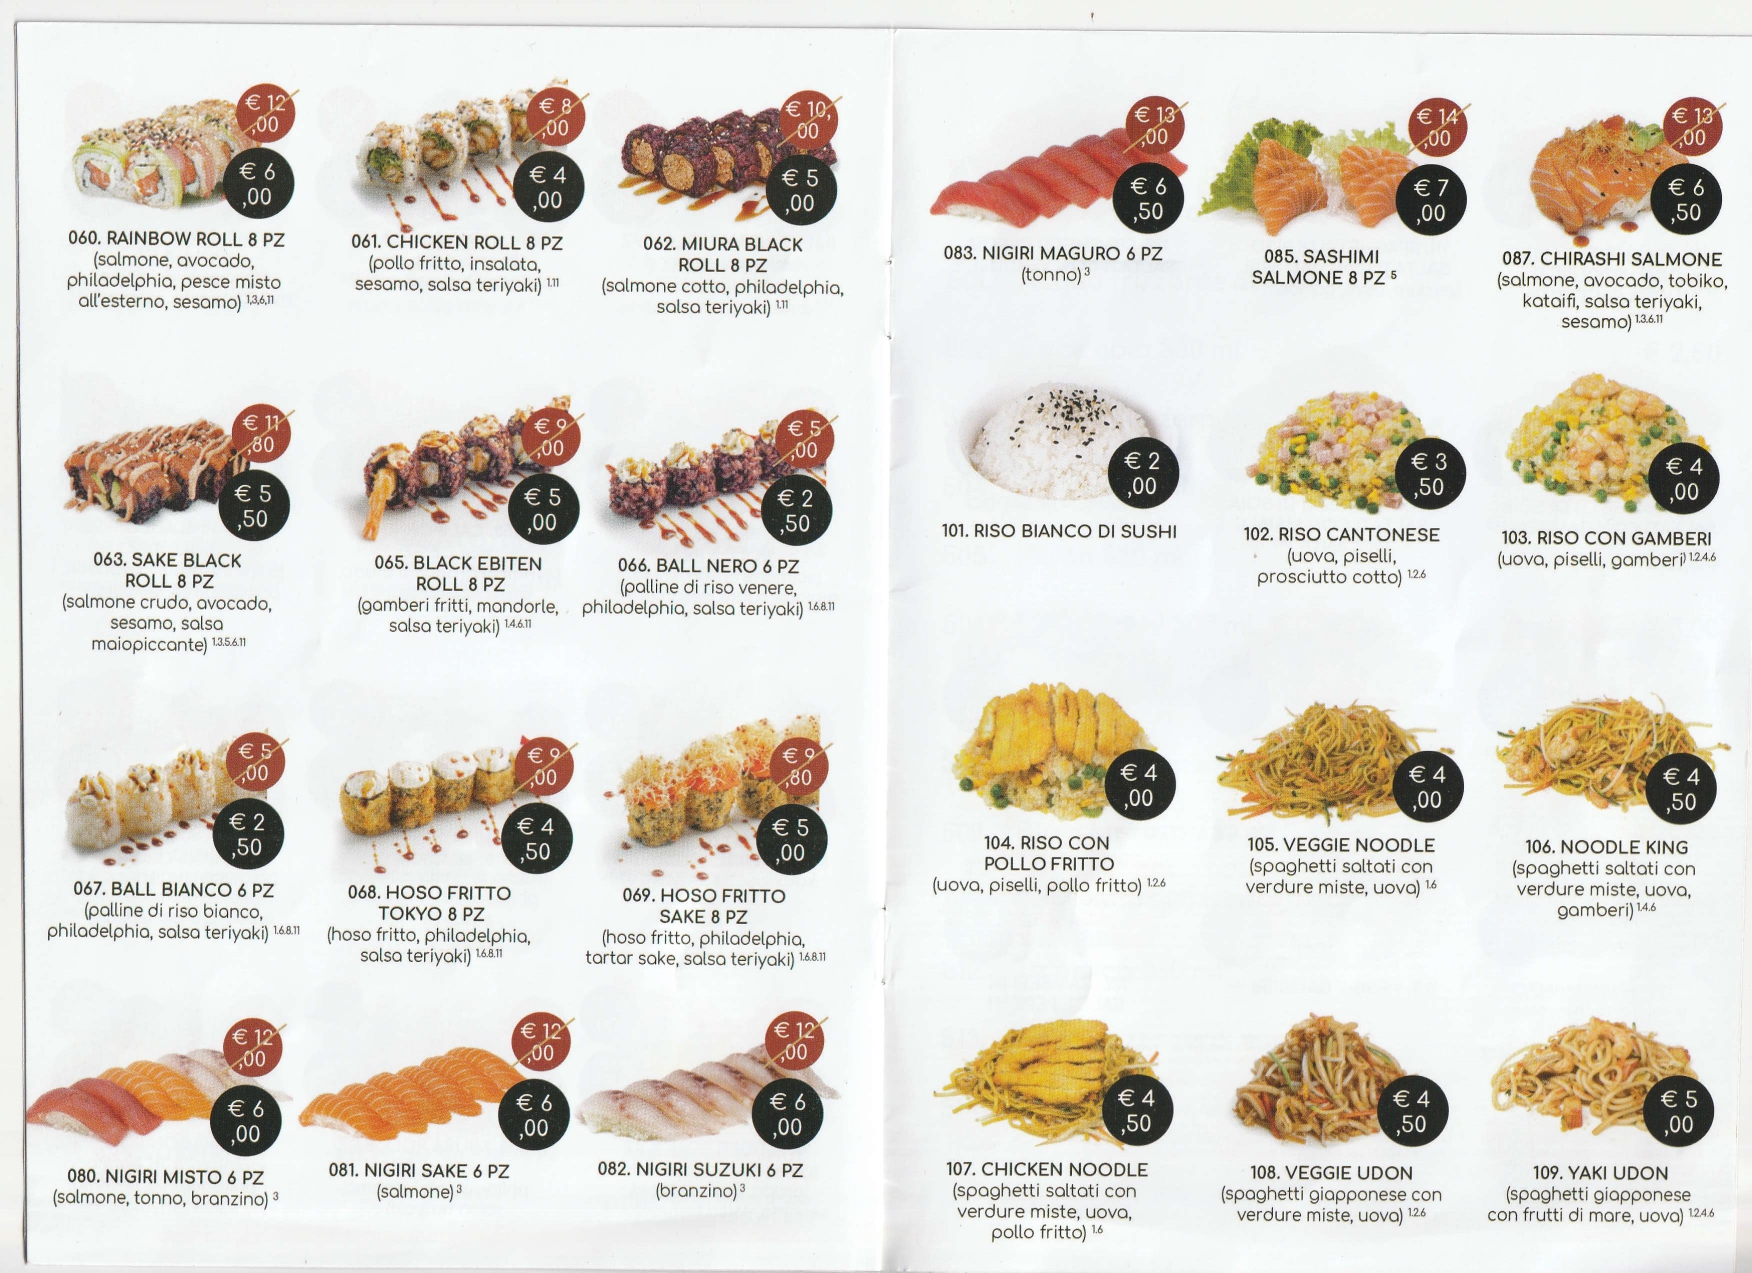 € 12
,00
€ 6
,00
060. RAINBOW ROLL 8 PZ
(salmone, avocado,
philadelphia, pesce misto
all'esterno, sesamo) 1,3,6,11
€ 8
,00
€ 4
,00
061. CHICKEN ROLL 8 PZ
(pollo fritto, insalata,
sesamo, salsa teriyaki) 1.11
€ 10,
00
€ 5
,00
062. MIURA BLACK
ROLL 8 PZ
(salmone cotto, philadelphia,
salsa teriyaki) 1.11
€ 11
,80
€ 5
,50
063. SAKE BLACK
ROLL 8 PZ
(salmone crudo, avocado,
sesamo, salsa
maiopiccante) 1.3.5.6.11
€ 9
,00
€ 5
,00
065. BLACK EBITEN
ROLL 8 PZ
(gamberi fritti, mandorle,
salsa teriyaki) 1.4.6.11
€ 5
,00
€ 2
,50
066. BALL NERO 6 PZ
(palline di riso venere,
philadelphia, salsa teriyaki) 1.6.8.11
€ 5
,00
€ 2
,50
067. BALL BIANCO 6 PZ
(palline di riso bianco,
philadelphia, salsa teriyaki) 1.6.8.11
€ 9
,00
€ 4
,50
068. HOSO FRITTO
TOKYO 8 PZ
(hoso fritto, philadelphia,
salsa teriyaki) 1.6.8.11
€ 9
,80
€ 5
,00
069. HOSO FRITTO
SAKE 8 PZ
(hoso fritto, philadelphia,
tartar sake, salsa teriyaki) 1.6.8.11
€ 12
,00
€ 6
,00
080. NIGIRI MISTO 6 PZ
(salmone, tonno, branzino) 3
€ 12
,00
€ 6
,00
081. NIGIRI SAKE 6 PZ
(salmone) 3
€ 12
,00
€ 6
,00
082. NIGIRI SUZUKI 6 PZ
(branzino) 3
€ 13
,00
€ 6
,50
083. NIGIRI MAGURO 6 PZ
(tonno) 3
€ 14
,00
€ 7
,00
085. SASHIMI
SALMONE 8 PZ 5
€ 13
,00
€ 6
,50
087. CHIRASHI SALMONE
(salmone, avocado, tobiko,
kataifi, salsa teriyaki,
sesamo) 1.3.6.11
€ 2
,00
101. RISO BIANCO DI SUSHI
€ 3
,50
102. RISO CANTONESE
(uova, piselli,
prosciutto cotto) 1.2.6
€ 4
,00
103. RISO CON GAMBERI
(uova, piselli, gamberi) 1.2.4.6
€ 4
,00
104. RISO CON
POLLO FRITTO
(uova, piselli, pollo fritto) 1.2.6
€ 4
,00
105. VEGGIE NOODLE
(spaghetti saltati con
verdure miste, uova) 1.6
€ 4
,50
106. NOODLE KING
(spaghetti saltati con
verdure miste, uova,
gamberi) 1.4.6
€ 4
,50
107. CHICKEN NOODLE
(spaghetti saltati con
verdure miste, uova,
pollo fritto) 1.6
€ 4
,50
108. VEGGIE UDON
(spaghetti giapponese con
verdure miste, uova) 1.2.6
€ 5
,00
109. YAKI UDON
(spaghetti giapponese
con frutti di mare, uova) 1.2.4.6